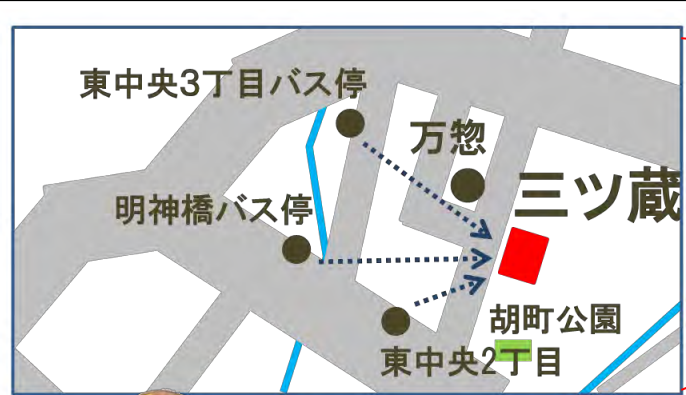 東中央3丁目バス停
万惣
三ツ蔵
明神橋バス停
胡町公園
東中央2丁目